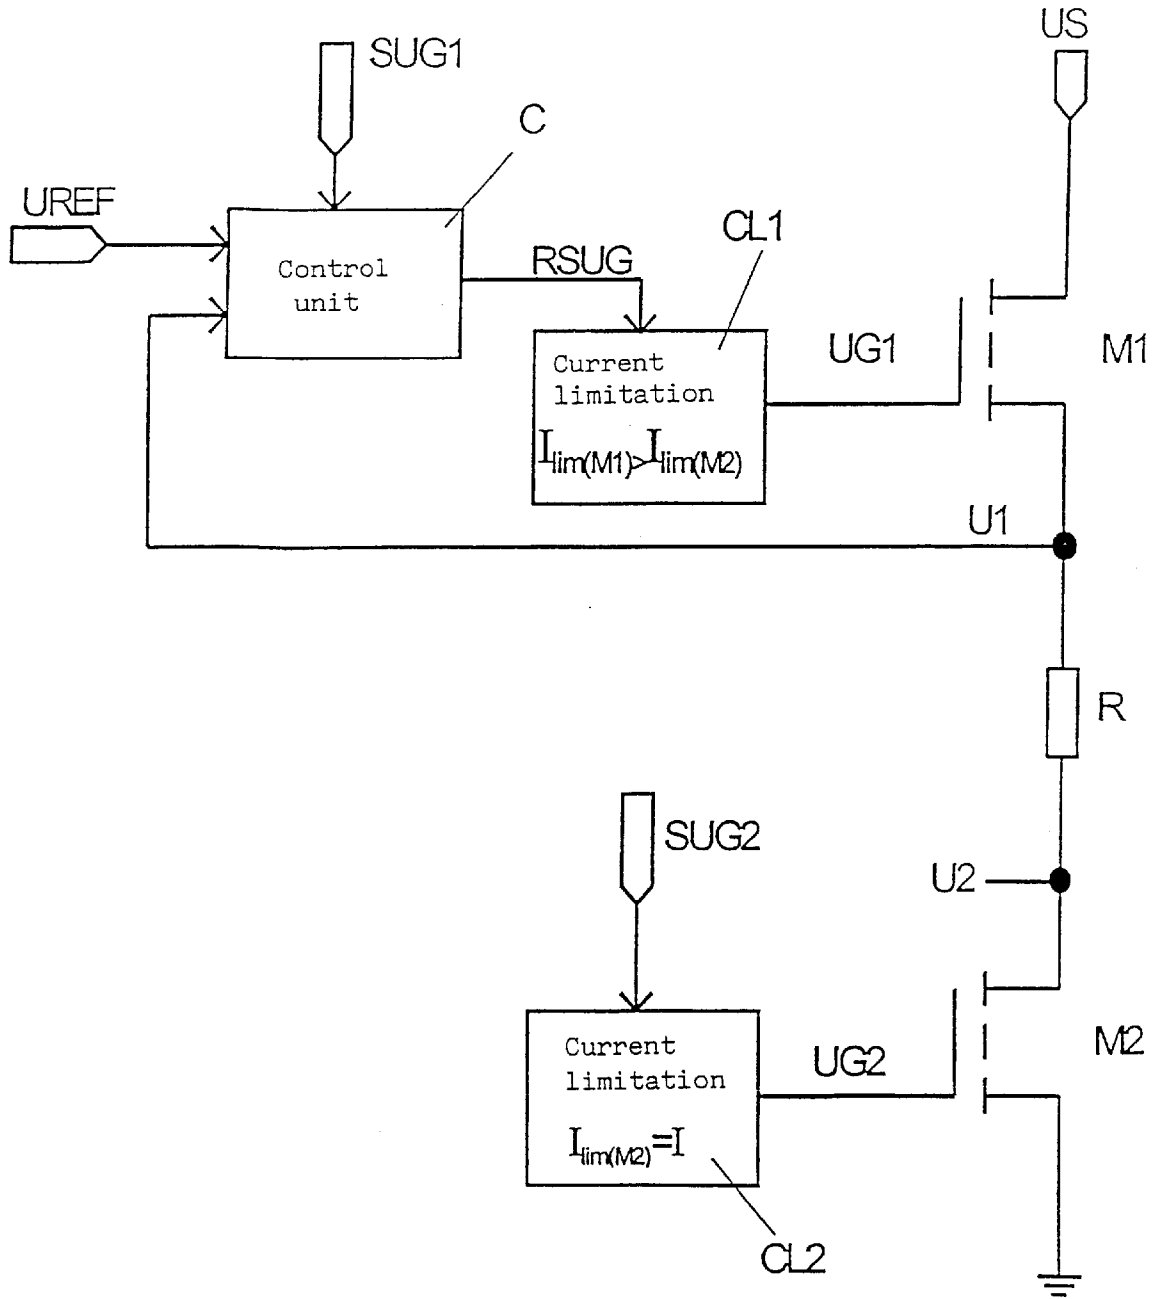 US
SUG1
C
UREF
CL1
Control
unit
RSUG
UG1
M1
Current
limitation
Ilim(M1)>Ilim(M2)
U1
R
SUG2
U2
M2
Current
limitation
UG2
Ilim(M2)=I
CL2